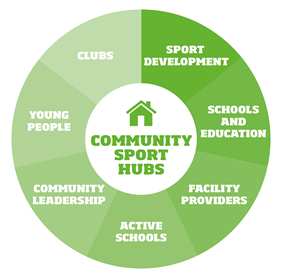 COMMUNITY
SPORT
HUBS
SPORT
DEVELOPMENT
SCHOOLS
AND
EDUCATION
FACILITY
PROVIDERS
ACTIVE
SCHOOLS
COMMUNITY
LEADERSHIP
YOUNG
PEOPLE
CLUBS